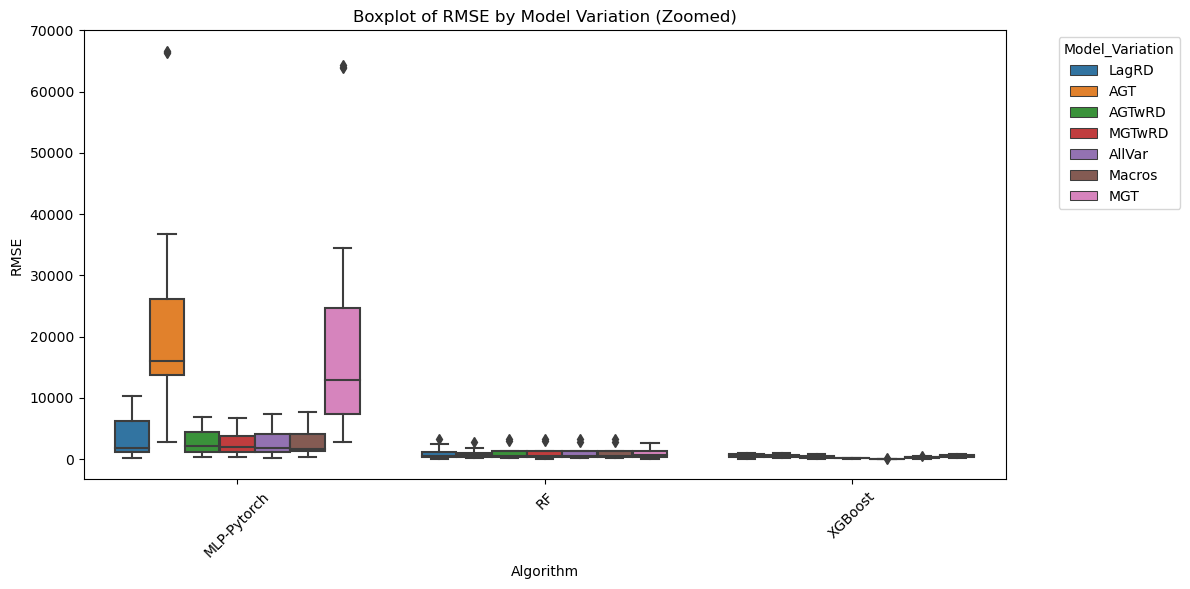 Boxplot of RMSE by Model Variation (Zoomed)
70000
60000
50000
40000
30000
20000
10000
0
RMSE
MLP-Pytorch
RF
XGBoost
Algorithm
Model_Variation
LagRD
AGT
AGTwRD
MGTwRD
AllVar
Macros
MGT